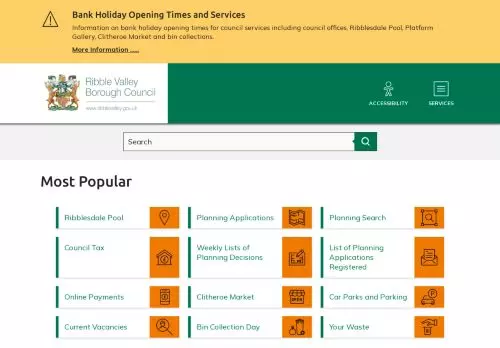 Bank Holiday Opening Times and Services
Information on bank holiday opening times for council services including council offices, Ribblesdale Pool, Platform
Gallery, Clitheroe Market and bin collections.
More Information .....
Ribble Valley
Borough Council
www.ribblevalley.gov.uk
ACCESSIBILITY
SERVICES
Search
Most Popular
Ribblesdale Pool
Planning Applications
Planning Search
Council Tax
Weekly Lists of
Planning Decisions
List of Planning
Applications
Registered
Online Payments
Clitheroe Market
OPEN
Car Parks and Parking
P
Current Vacancies
Bin Collection Day
Your Waste